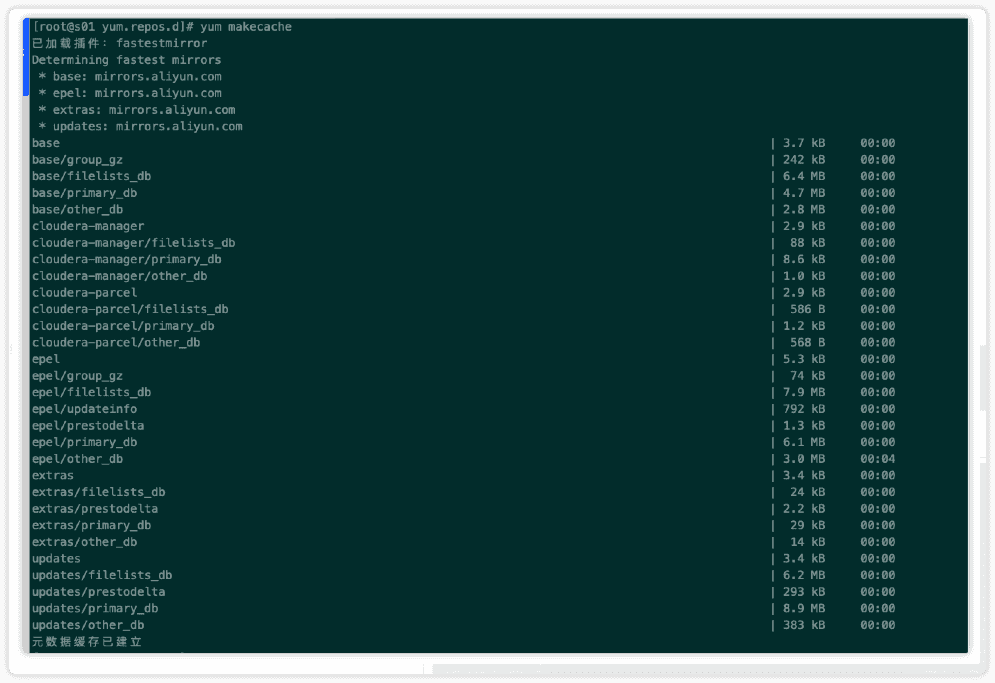 [root@s01 yum.repos.d]# yum makecache
已加载插件：fastestmirror
Determining fastest mirrors
 * base: mirrors.aliyun.com
 * epel: mirrors.aliyun.com
 * extras: mirrors.aliyun.com
 * updates: mirrors.aliyun.com
base | 3.7 kB 00:00
base/group_gz | 242 kB 00:00
base/filelists_db | 6.4 MB 00:00
base/primary_db | 4.7 MB 00:00
base/other_db | 2.8 MB 00:00
cloudera-manager | 2.9 kB 00:00
cloudera-manager/filelists_db | 88 kB 00:00
cloudera-manager/primary_db | 8.6 kB 00:00
cloudera-manager/other_db | 1.0 kB 00:00
cloudera-parcel | 2.9 kB 00:00
cloudera-parcel/filelists_db | 586 B 00:00
cloudera-parcel/primary_db | 1.2 kB 00:00
cloudera-parcel/other_db | 568 B 00:00
epel | 5.3 kB 00:00
epel/group_gz | 74 kB 00:00
epel/filelists_db | 7.9 MB 00:00
epel/updateinfo | 792 kB 00:00
epel/prestodelta | 1.3 kB 00:00
epel/primary_db | 6.1 MB 00:00
epel/other_db | 3.0 MB 00:04
extras | 3.4 kB 00:00
extras/filelists_db | 24 kB 00:00
extras/prestodelta | 2.2 kB 00:00
extras/primary_db | 29 kB 00:00
extras/other_db | 14 kB 00:00
updates | 3.4 kB 00:00
updates/filelists_db | 6.2 MB 00:00
updates/prestodelta | 293 kB 00:00
updates/primary_db | 8.9 MB 00:00
updates/other_db | 383 kB 00:00
元数据缓存已建立